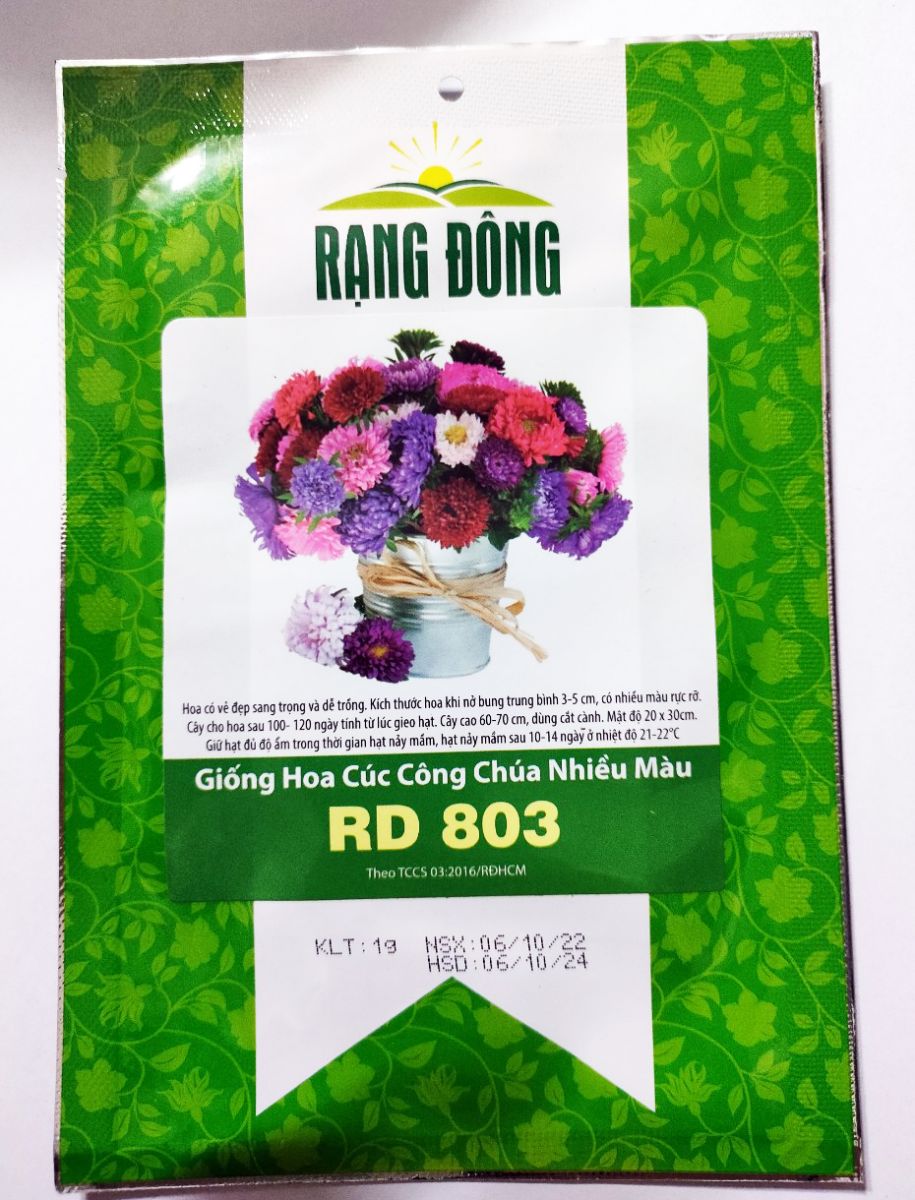 RẠNG ĐÔNG
Hoa có vẻ đẹp sang trọng và dễ trồng. Kích thước hoa khi nở bung trung bình 3-5 cm, có nhiều màu rực rỡ.
Cây cho hoa sau 100- 120 ngày tính từ lúc gieo hạt. Cây cao 60-70 cm, dùng cắt cành. Mật độ 20 x 30cm.
Giữ hạt đủ độ ẩm trong thời gian hạt nảy mầm, hạt nảy mầm sau 10-14 ngày ở nhiệt độ 21-22°C
Giống Hoa Cúc Công Chúa Nhiều Màu
RD 803
Theo TCCS 03:2016/RĐHCM
KLT:1g NSX:06/10/22
HSD:06/10/24